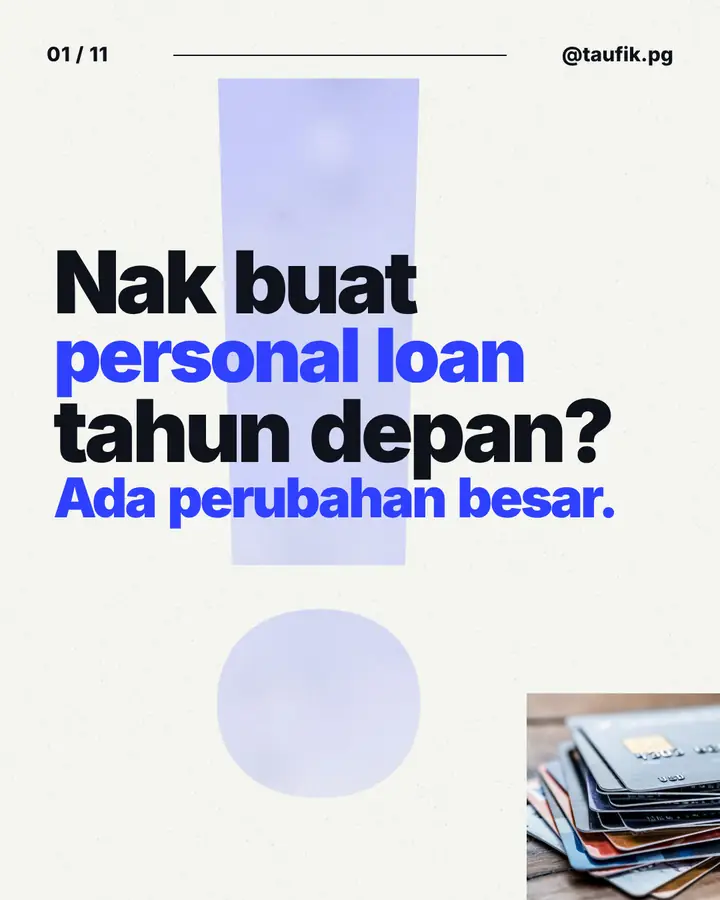 01 / 11
@taufik.pg
Nak buat
personal loan
tahun depan?
Ada perubahan besar.